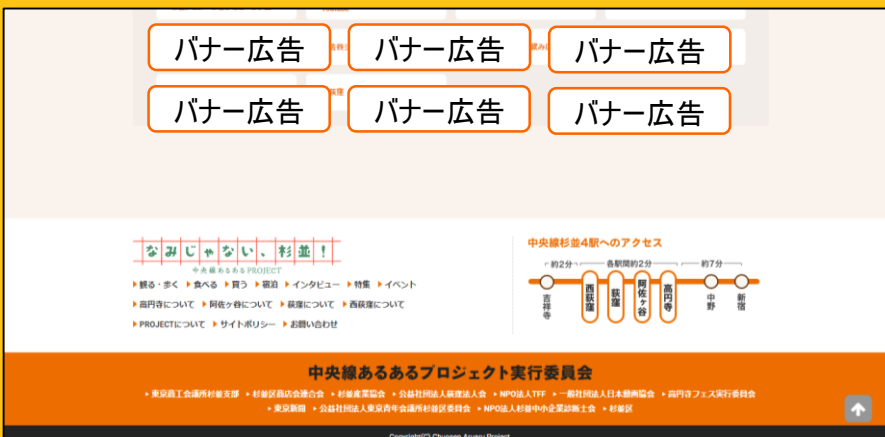 バナー広告 バナー広告 バナー広告
荻窪
バナー広告 バナー広告 バナー広告
なみじゃない、杉並！
中央線あるあるPROJECT
観る・歩く 食べる 買う 宿泊 インタビュー 特集 イベント
高円寺について 阿佐ヶ谷について 荻窪について 西荻窪について
PROJECTについて サイトポリシー お問い合わせ
中央線杉並4駅へのアクセス
約2分 各駅間約2分 約7分
吉祥寺 西荻窪 荻窪 阿佐ヶ谷 高円寺 中野 新宿
中央線あるあるプロジェクト実行委員会
東京商工会議所杉並支部 杉並区商店会連合会 杉並産業協会 公益社団法人荻窪法人会 NPO法人TFF 一般社団法人日本動画協会 高円寺フェス実行委員会
東京新聞 公益社団法人東京青年会議所杉並区委員会 NPO法人杉並中小企業診断士会 杉並区
Copyright(C) Chuosen Aruaru Project